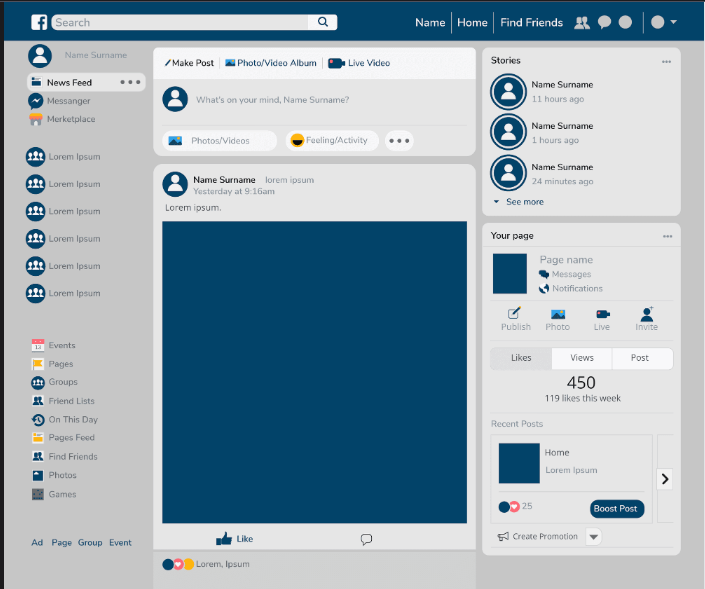 f Search
Name Home Find Friends
Name Surname
News Feed
Messanger
Merketplace
Lorem Ipsum
Lorem Ipsum
Lorem Ipsum
Lorem Ipsum
Lorem Ipsum
Lorem Ipsum
13 Events
Pages
Groups
Friend Lists
On This Day
Pages Feed
Find Friends
Photos
Games
Ad Page Group Event
Make Post Photo/Video Album Live Video
What's on your mind, Name Surname?
Photos/Videos Feeling/Activity
Name Surname lorem ipsum
Yesterday at 9:16am
Lorem ipsum.
Like
Lorem, Ipsum
Stories
Name Surname
11 hours ago
Name Surname
1 hours ago
Name Surname
24 minutes ago
See more
Your page
Page name
Messages
Notifications
Publish Photo Live Invite
Likes Views Post
450
119 likes this week
Recent Posts
Home
Lorem Ipsum
25 Boost Post
Create Promotion